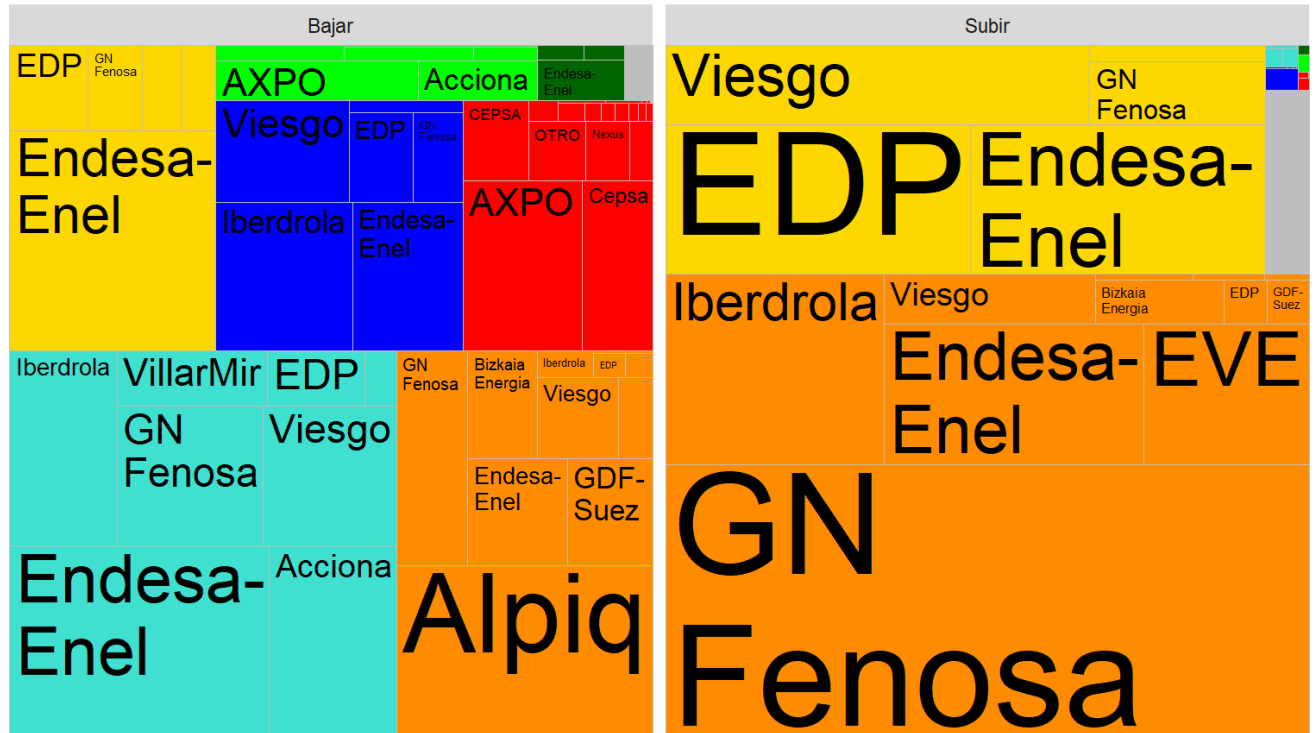 Bajar
EDP
GN
Fenosa
Endesa-
Enel
AXPO
Acciona
Endesa-
Enel
Viesgo
EDP
GN
Fenosa
Iberdrola
Endesa-
Enel
CEPSA
OTRO
Nexus
AXPO
Cepsa
Iberdrola
VillarMir
EDP
GN
Fenosa
Viesgo
Endesa-
Enel
Acciona
GN
Fenosa
Bizkaia
Energia
Iberdrola
EDP
Viesgo
Endesa-
Enel
GDF-
Suez
Alpiq
Subir
Viesgo
GN
Fenosa
EDP
Endesa-
Enel
Iberdrola
Viesgo
Bizkaia
Energia
EDP
GDF-
Suez
Endesa-
Enel
EVE
GN
Fenosa